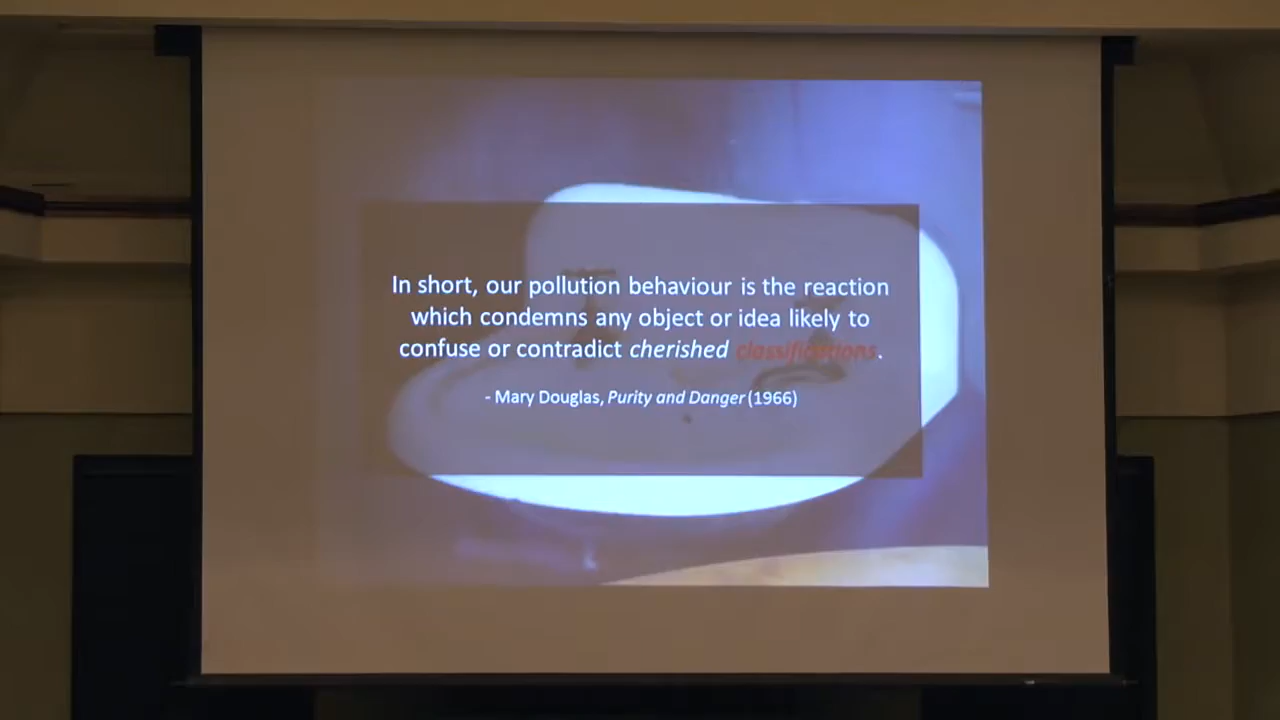 In short, our pollution behaviour is the reaction
which condemns any object or idea likely to
confuse or contradict cherished classifications.
- Mary Douglas, Purity and Danger (1966)